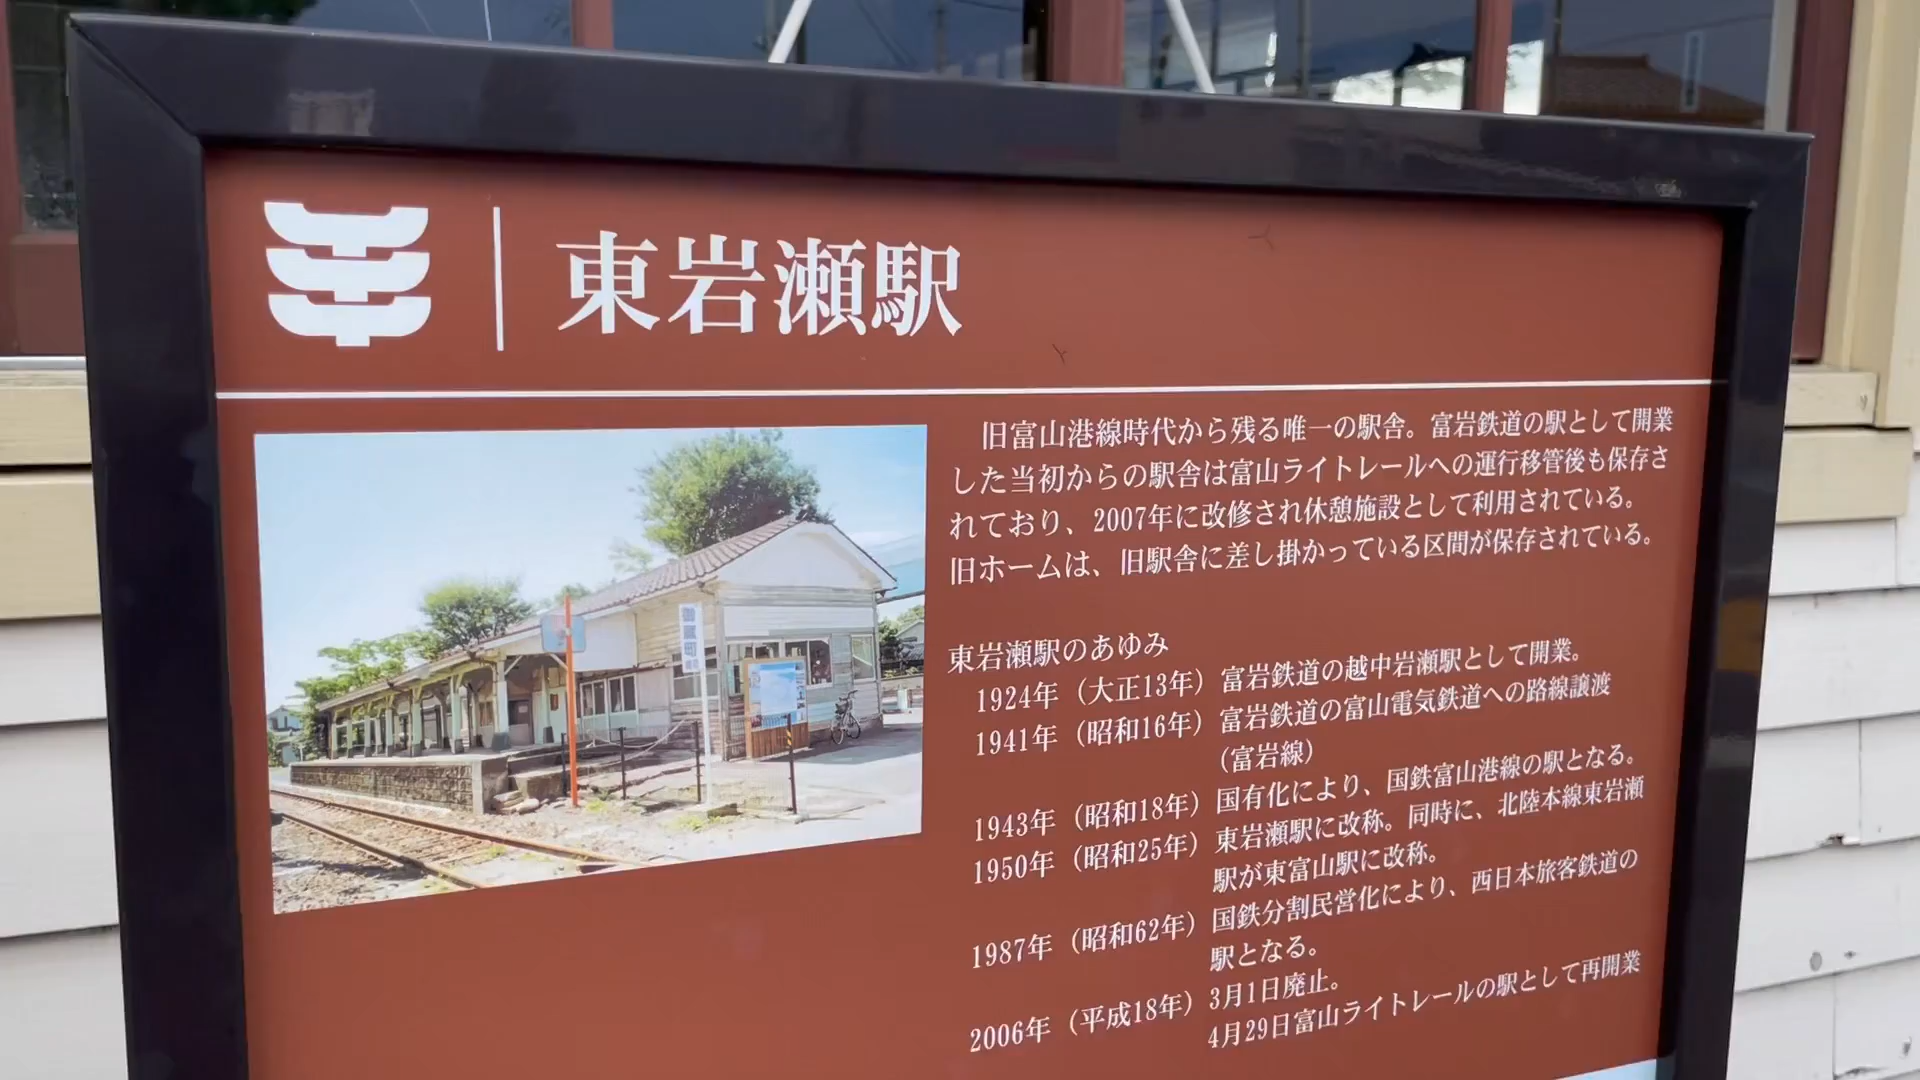 東岩瀬駅
旧富山港線時代から残る唯一の駅舎。富岩鉄道の駅として開業
した当初からの駅舎は富山ライトレールへの運行移管後も保存さ
れており、2007年に改修され休憩施設として利用されている。
旧ホームは、旧駅舎に差し掛かっている区間が保存されている。
東岩瀬駅のあゆみ
1924年（大正13年）富岩鉄道の越中岩瀬駅として開業。
1941年（昭和16年）富岩鉄道の富山電気鉄道への路線譲渡
（富岩線）
1943年（昭和18年）国有化により、国鉄富山港線の駅となる。
1950年（昭和25年）東岩瀬駅に改称。同時に、北陸本線東岩瀬
駅が東富山駅に改称。
1987年（昭和62年）国鉄分割民営化により、西日本旅客鉄道の
駅となる。
2006年（平成18年）3月1日廃止。
4月29日富山ライトレールの駅として再開業